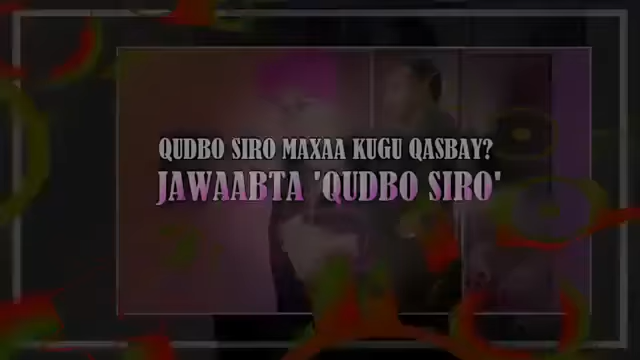 QUDBO SIRO MAXAA KUGU QASBAY?
JAWAABTA 'QUDBO SIRO'